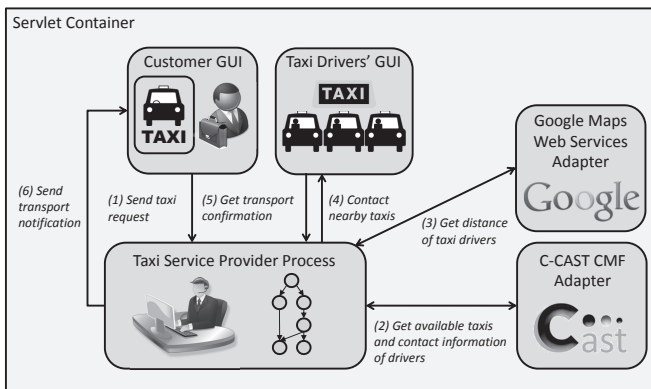 Servlet Container
Customer GUI
TAXI
Taxi Drivers' GUI
TAXI
Google Maps
Web Services
Adapter
Google
(6) Send
transport
notification
(1) Send taxi
request
(5) Get transport
confirmation
(4) Contact
nearby taxis
(3) Get distance
of taxi drivers
Taxi Service Provider Process
C-CAST CMF
Adapter
Cast
(2) Get available taxis
and contact information
of drivers